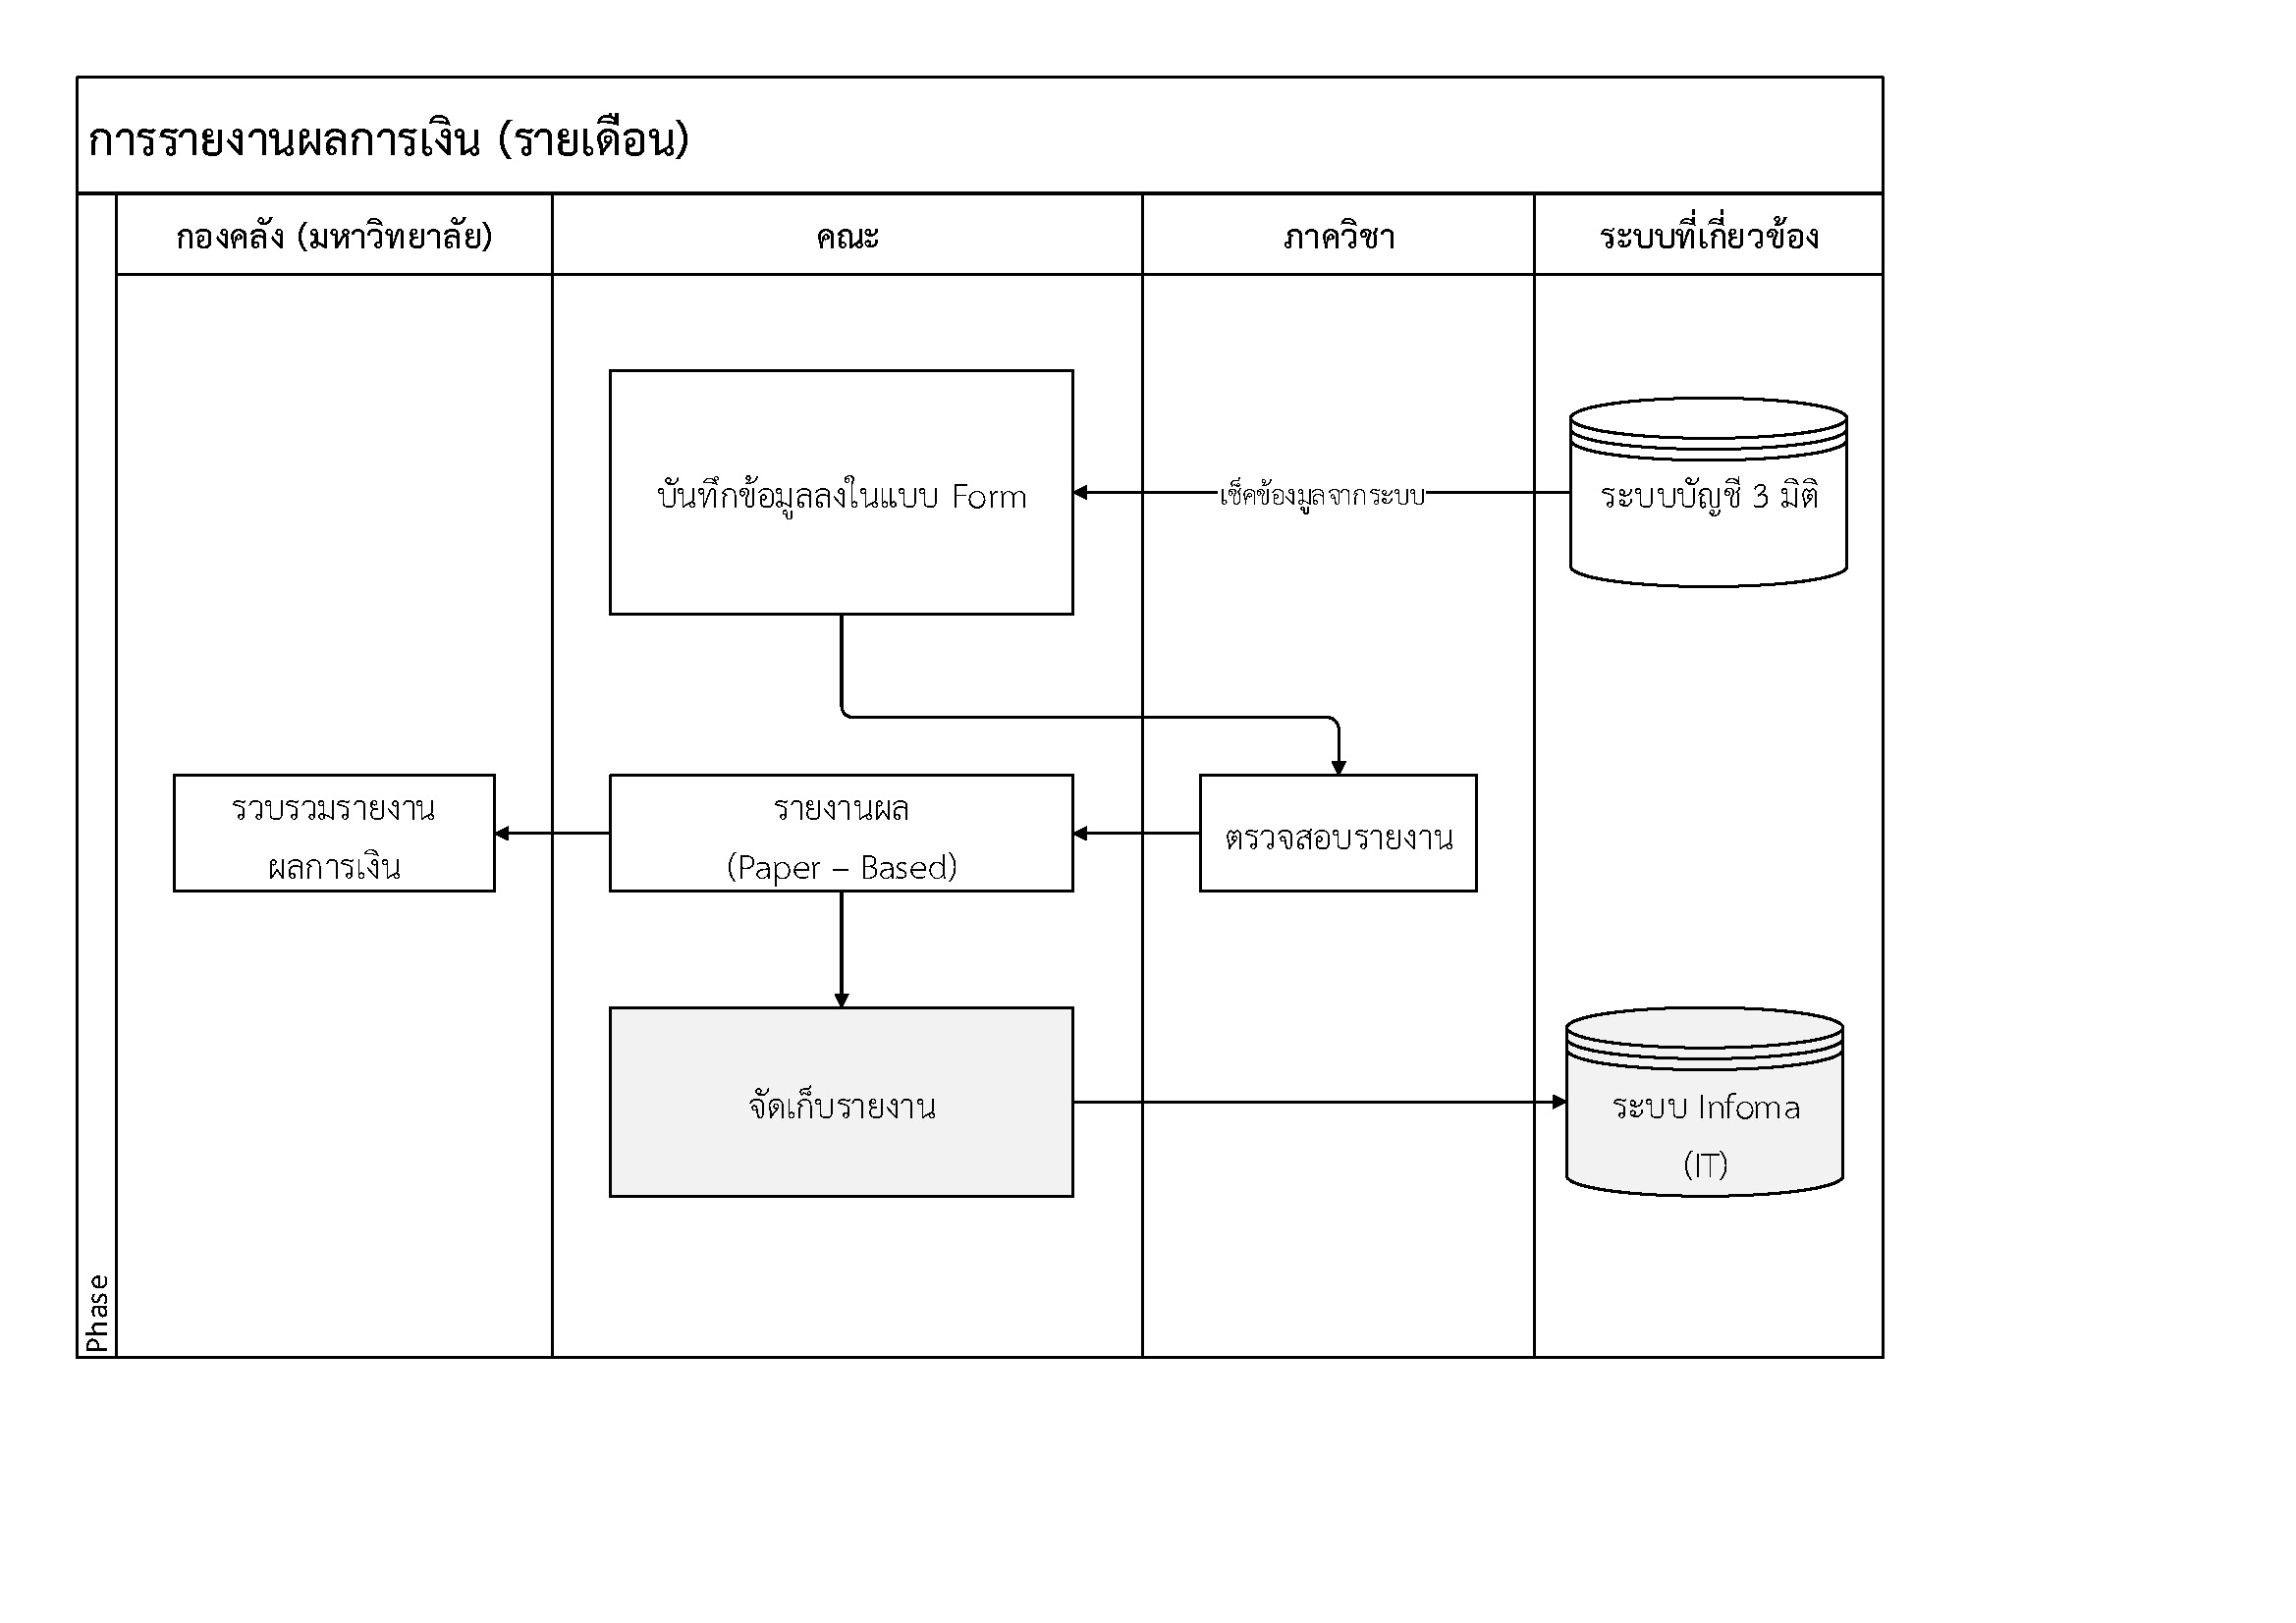 การรายงานผลการเงิน (รายเดือน)
กองคลัง (มหาวิทยาลัย)
คณะ
ภาควิชา
ระบบที่เกี่ยวข้อง
บันทึกข้อมูลลงในแบบ Form
เช็คข้องมูลจากระบบ
ระบบบัญชี 3 มิติ
รวบรวมรายงาน
ผลการเงิน
รายงานผล
(Paper – Based)
ตรวจสอบรายงาน
จัดเก็บรายงาน
ระบบ Infoma
(IT)
Phase